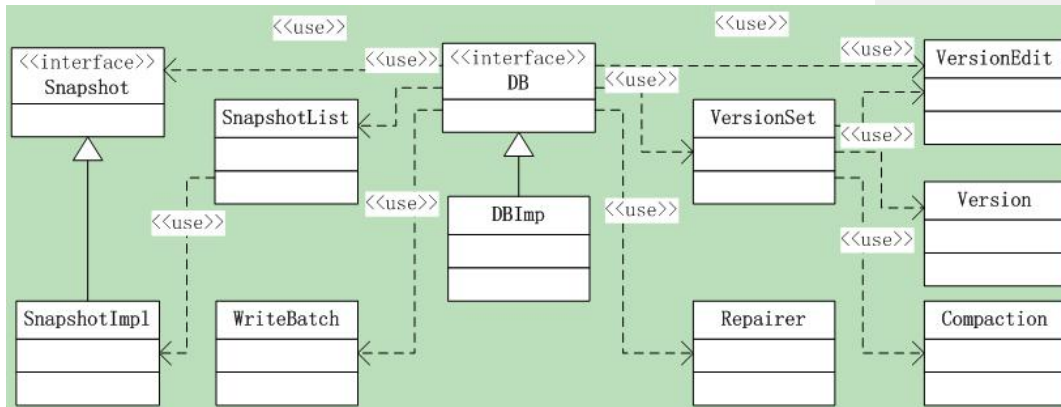 <<use>>
<<use>>
<<interface>>
Snapshot
<<use>>
<<interface>>
DB
<<use>>
VersionEdit
<<use>>
SnapshotList
VersionSet
<<use>>
<<use>>
<<use>>
DBImp
<<use>>
Version
<<use>>
<<use>>
SnapshotImpl
WriteBatch
Repairer
Compaction